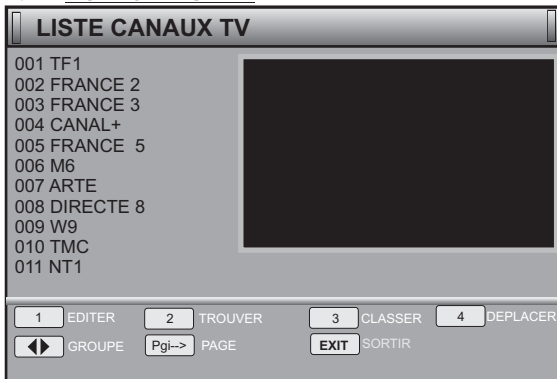 LISTE CANAUX TV
001 TF1
002 FRANCE 2
003 FRANCE 3
004 CANAL+
005 FRANCE 5
006 M6
007 ARTE
008 DIRECTE 8
009 W9
010 TMC
011 NT1
1 EDITER 2 TROUVER 3 CLASSER 4 DEPLACER
GROUPE Pgi--> PAGE EXIT SORTIR